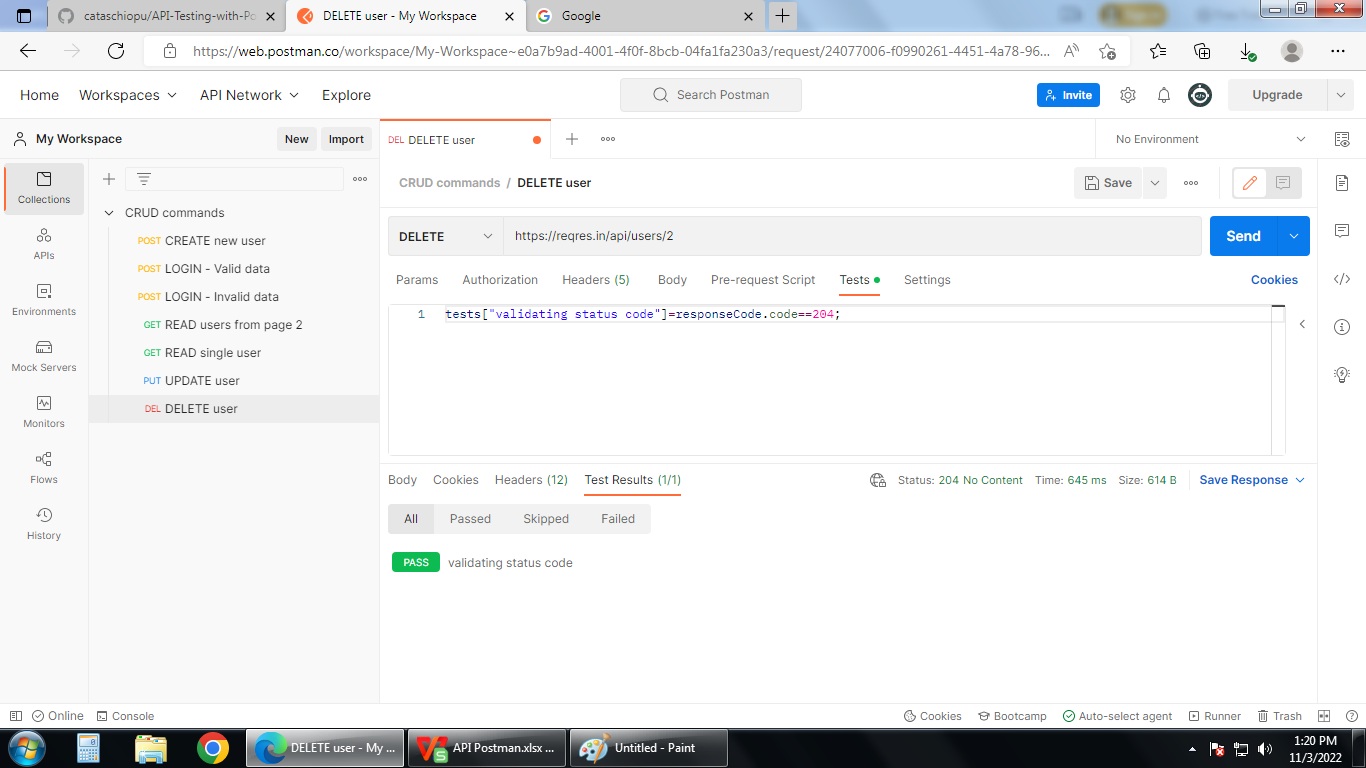 cataschiopu/API-Testing-with-Po
DELETE user - My Workspace
Google
https://web.postman.co/workspace/My-Workspace~e0a7b9ad-4001-4f0f-8bcb-04fa1fa230a3/request/24077006-f0990261-4451-4a78-96...
Home
Workspaces
API Network
Explore
Search Postman
Invite
Upgrade
My Workspace
New
Import
DEL DELETE user
No Environment
Collections
APIs
Environments
Mock Servers
Monitors
Flows
History
CRUD commands
POST CREATE new user
POST LOGIN - Valid data
POST LOGIN - Invalid data
GET READ users from page 2
GET READ single user
PUT UPDATE user
DEL DELETE user
CRUD commands / DELETE user
Save
DELETE
https://reqres.in/api/users/2
Send
Params
Authorization
Headers (5)
Body
Pre-request Script
Tests
Settings
Cookies
1 tests["validating status code"]=responseCode.code==204;
Body
Cookies
Headers (12)
Test Results (1/1)
Status: 204 No Content
Time: 645 ms
Size: 614 B
Save Response
All
Passed
Skipped
Failed
PASS validating status code
Online
Console
Cookies
Bootcamp
Auto-select agent
Runner
Trash
DELETE user - My ...
API Postman.xlsx ...
Untitled - Paint
1:20 PM
11/3/2022